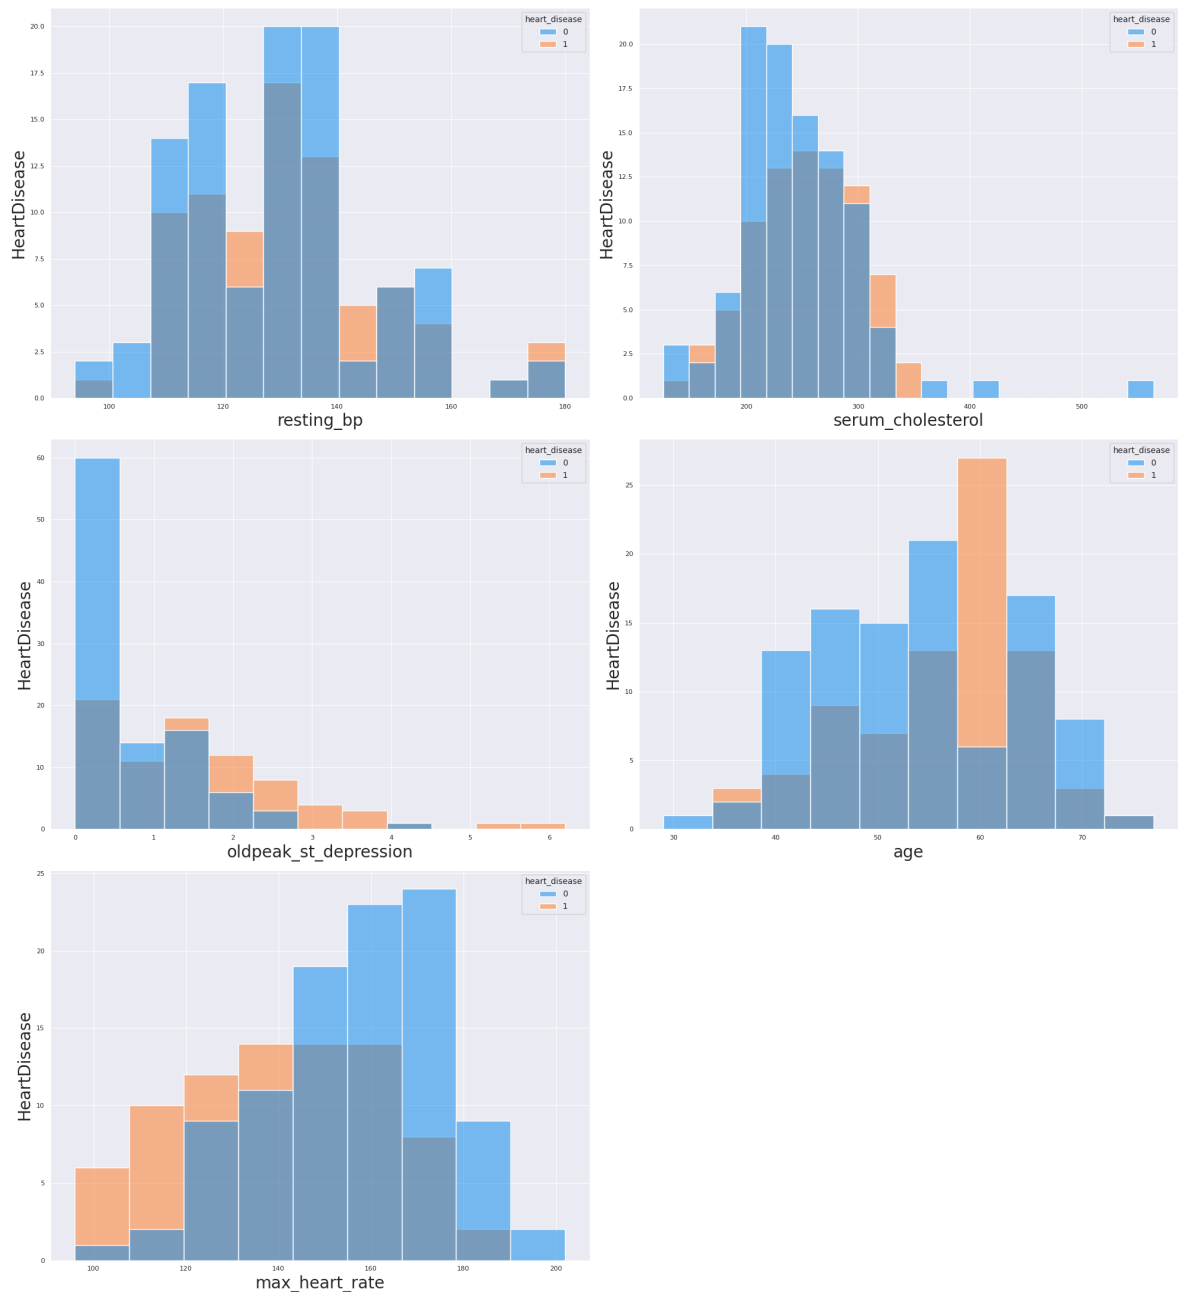 heart_disease
0
1
20.0
17.5
15.0
12.5
10.0
7.5
5.0
2.5
0.0
HeartDisease
100 120 140 160 180
resting_bp
heart_disease
0
1
20.0
17.5
15.0
12.5
10.0
7.5
5.0
2.5
0.0
HeartDisease
200 300 400 500
serum_cholesterol
heart_disease
0
1
60
50
40
30
20
10
0
HeartDisease
0 1 2 3 4 5 6
oldpeak_st_depression
heart_disease
0
1
25
20
15
10
5
0
HeartDisease
30 40 50 60 70
age
heart_disease
0
1
25
20
15
10
5
0
HeartDisease
100 120 140 160 180 200
max_heart_rate